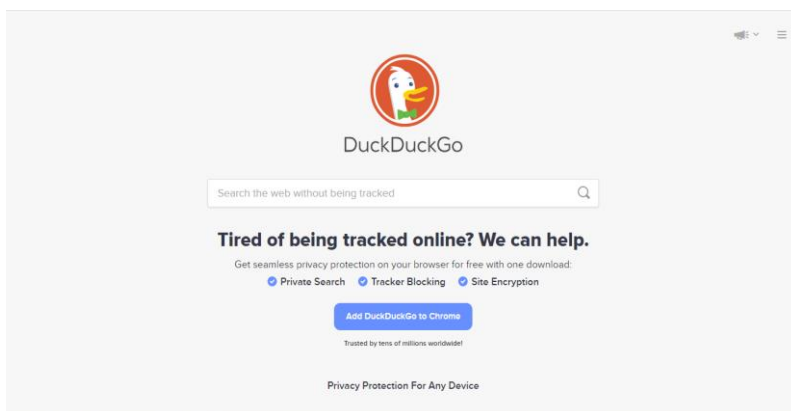 DuckDuckGo
Search the web without being tracked
Tired of being tracked online? We can help.
Get seamless privacy protection on your browser for free with one download:
Private Search Tracker Blocking Site Encryption
Add DuckDuckGo to Chrome
Trusted by tens of millions worldwide!
Privacy Protection For Any Device